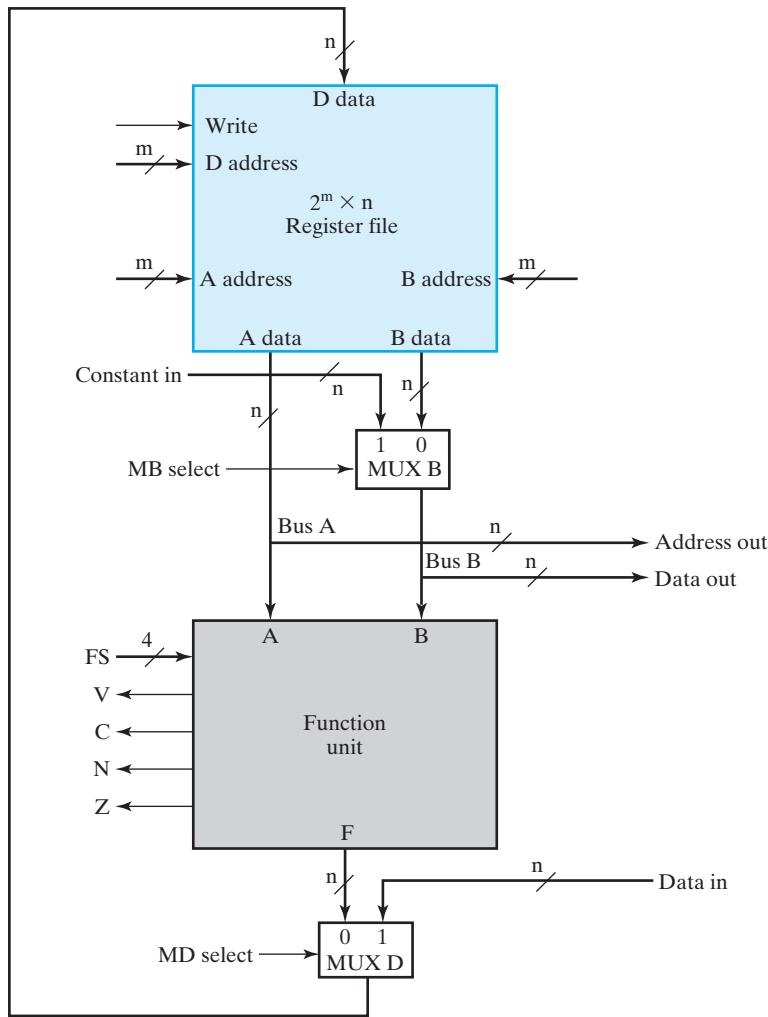 n
D data
Write
m
D address
2^m × n
Register file
m
A address
B address
m
A data
B data
Constant in
n
n
n
1 0
MB select
MUX B
Bus A
n
Address out
Bus B
n
Data out
A
B
FS
4
V
C
N
Z
Function
unit
F
n
n
Data in
0 1
MD select
MUX D